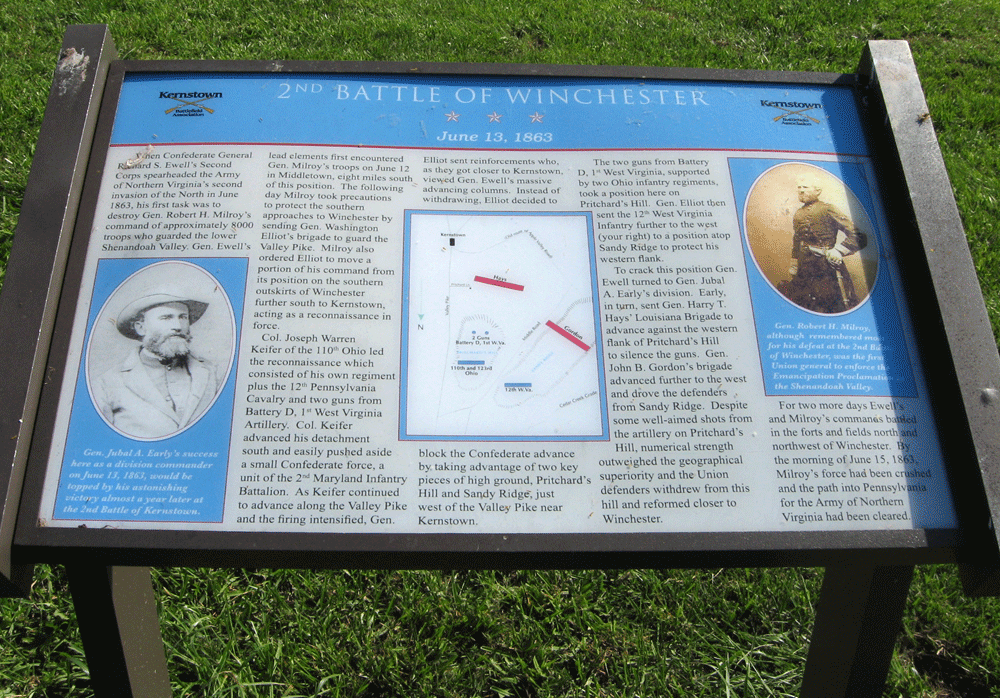 Kernstown
Battlefield
Association
2ND BATTLE OF WINCHESTER
June 13, 1863
Kernstown
Battlefield
Association
When Confederate General
Richard S. Ewell's Second
Corps spearheaded the Army
of Northern Virginia's second
invasion of the North in June
1863, his first task was to
destroy Gen. Robert H. Milroy's
command of approximately 8000
troops who guarded the lower
Shenandoah Valley. Gen. Ewell's
Gen. Jubal A. Early's success
here as a division commander
on June 13, 1863, would be
topped by his astonishing
victory almost a year later at
the 2nd Battle of Kernstown.
lead elements first encountered
Gen. Milroy's troops on June 12
in Middletown, eight miles south
of this position. The following
day Milroy took precautions
to protect the southern
approaches to Winchester by
sending Gen. Washington
Elliot's brigade to guard the
Valley Pike. Milroy also
ordered Elliot to move a
portion of his command from
its position on the southern
outskirts of Winchester
further south to Kernstown,
acting as a reconnaissance in
force.
Col. Joseph Warren
Keifer of the 110th Ohio led
the reconnaissance which
consisted of his own regiment
plus the 12th Pennsylvania
Cavalry and two guns from
Battery D, 1st West Virginia
Artillery. Col. Keifer
advanced his detachment
south and easily pushed aside
a small Confederate force, a
unit of the 2nd Maryland Infantry
Battalion. As Keifer continued
to advance along the Valley Pike
and the firing intensified, Gen.
Elliot sent reinforcements who,
as they got closer to Kernstown,
viewed Gen. Ewell's massive
advancing columns. Instead of
withdrawing, Elliot decided to
Kernstown
Hays
Valley Pike
N
Gordon
Middle Road
2 Guns
Battery D, 1st W.Va.
110th and 123rd
Ohio
12th W.Va.
Cedar Creek Grade
block the Confederate advance
by taking advantage of two key
pieces of high ground, Pritchard's
Hill and Sandy Ridge, just
west of the Valley Pike near
Kernstown.
The two guns from Battery
D, 1st West Virginia, supported
by two Ohio infantry regiments,
took a position here on
Pritchard's Hill. Gen. Eliot then
sent the 12th West Virginia
Infantry further to the west
(your right) to a position atop
Sandy Ridge to protect his
western flank.
To crack this position Gen.
Ewell turned to Gen. Jubal
A. Early's division. Early,
in turn, sent Gen. Harry T.
Hays' Louisiana Brigade to
advance against the western
flank of Pritchard's Hill
to silence the guns. Gen.
John B. Gordon's brigade
advanced further to the west
and drove the defenders
from Sandy Ridge. Despite
some well-aimed shots from
the artillery on Pritchard's
Hill, numerical strength
outweighed the geographical
superiority and the Union
defenders withdrew from this
hill and reformed closer to
Winchester.
Gen. Robert H. Milroy,
although remembered
for his defeat at the 2nd
of Winchester, was the
Union general to enforce
Emancipation Proclamation
the Shenandoah Valley.
For two more days Ewell's
and Milroy's commands battled
in the forts and fields north and
northwest of Winchester. By
the morning of June 15, 1863,
Milroy's force had been crushed
and the path into Pennsylvania
for the Army of Northern
Virginia had been cleared.